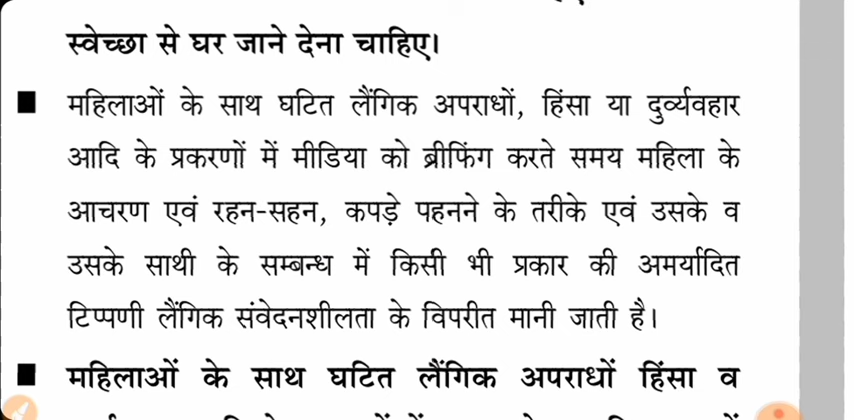 स्वेच्छा से घर जाने देना चाहिए।
■ महिलाओं के साथ घटित लैंगिक अपराधों, हिंसा या दुर्व्यवहार
आदि के प्रकरणों में मीडिया को ब्रीफिंग करते समय महिला के
आचरण एवं रहन-सहन, कपड़े पहनने के तरीके एवं उसके व
उसके साथी के सम्बन्ध में किसी भी प्रकार की अमर्यादित
टिप्पणी लैंगिक संवेदनशीलता के विपरीत मानी जाती है।
■ महिलाओं के साथ घटित लैंगिक अपराधों हिंसा व